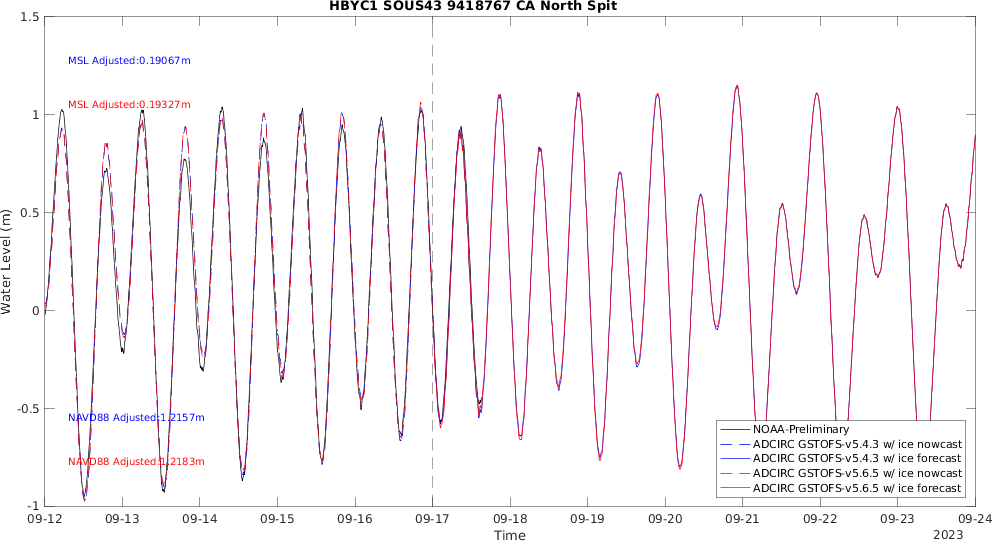 HBYC1 SOUS43 9418767 CA North Spit
1.5
MSL Adjusted:0.19067m
MSL Adjusted:0.19327m
1
0.5
Water Level (m)
0
-0.5
NAVD88 Adjusted:1.2157m
NAVD88 Adjusted:1.2183m
-1
NOAA-Preliminary
ADCIRC GSTOFS-v5.4.3 w/ ice nowcast
ADCIRC GSTOFS-v5.4.3 w/ ice forecast
ADCIRC GSTOFS-v5.6.5 w/ ice nowcast
ADCIRC GSTOFS-v5.6.5 w/ ice forecast
09-12 09-13 09-14 09-15 09-16 09-17 09-18 09-19 09-20 09-21 09-22 09-23 09-24
Time
2023